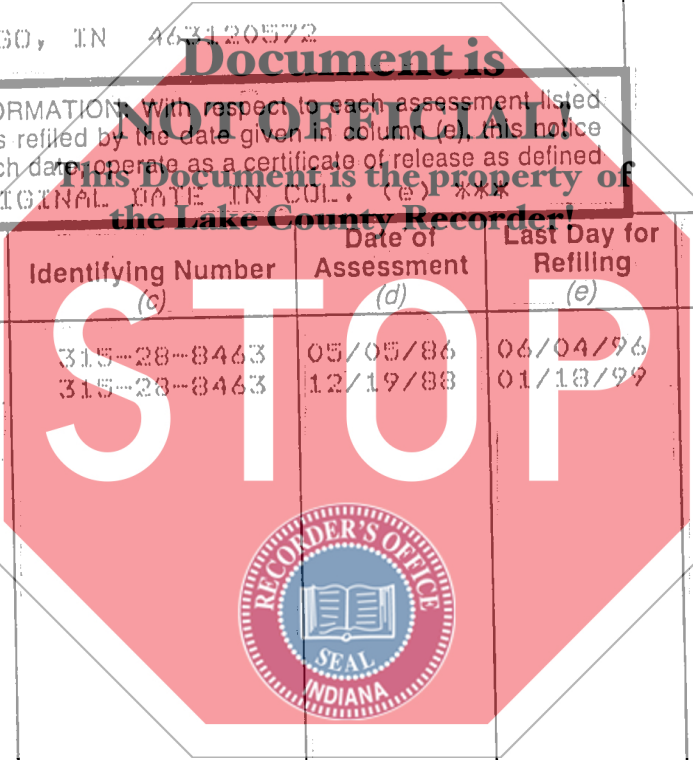 GO, IN 463120572
Document is
NOT OFFICIAL!
This Document is the property of
the Lake County Recorder!
ORMATION: With respect to each assessment listed
s refiled by the date given in column (e), this notice
ch date, operate as a certificate of release as defined
IGINAL DATE IN COL. (e) ***
Identifying Number
(c)
Date of
Assessment
(d)
Last Day for
Refiling
(e)
315-28-8463 05/05/86 06/04/96
315-28-8463 12/19/88 01/18/99
STOP
RECORDER'S OFFICE
SEAL
INDIANA